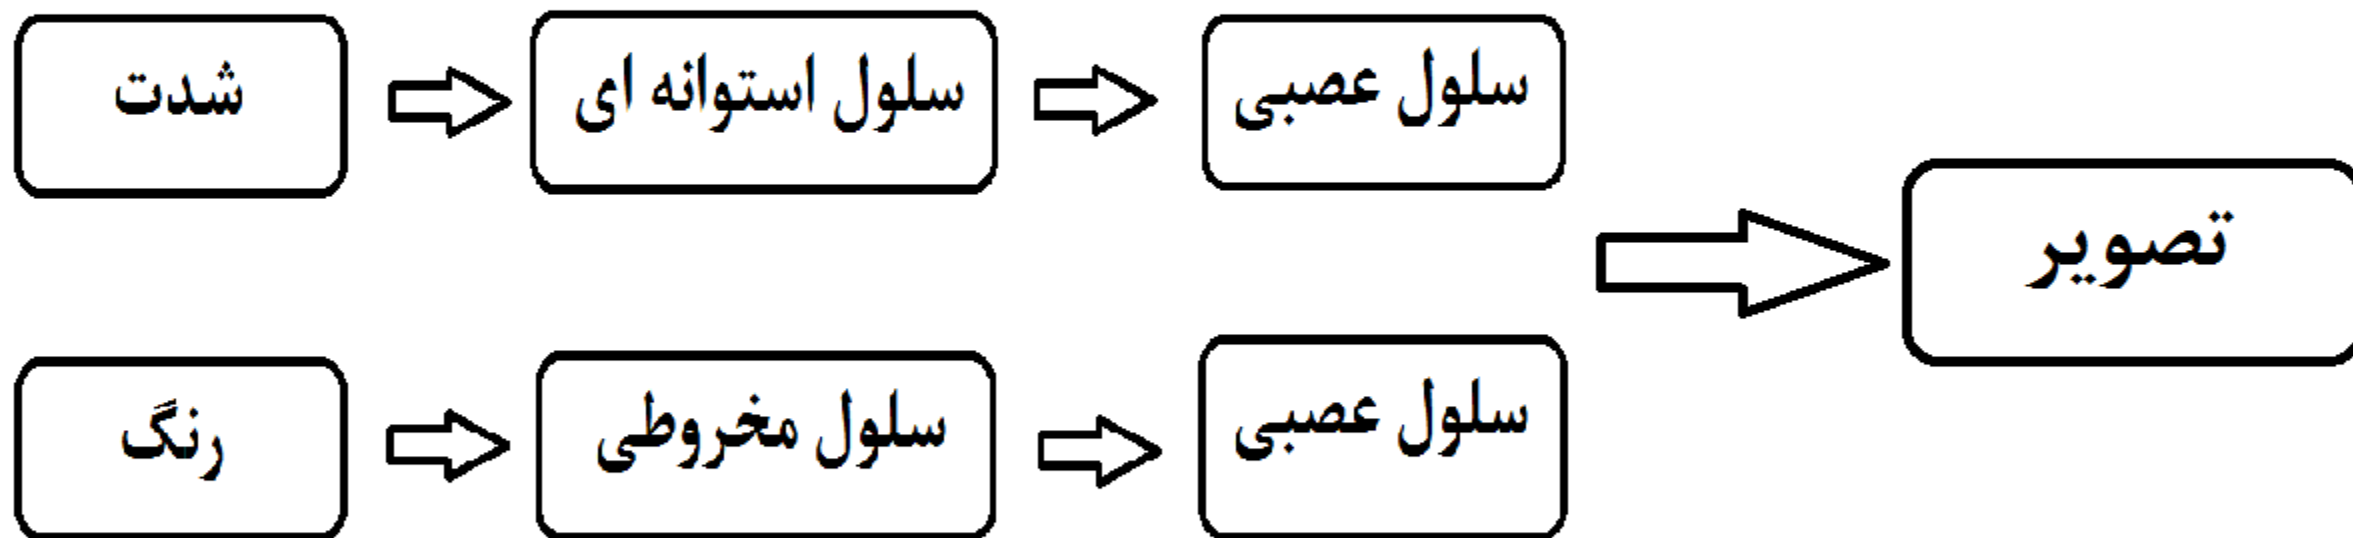 شدت
سلول استوانه ای
سلول عصبی
تصویر
رنگ
سلول مخروطی
سلول عصبی